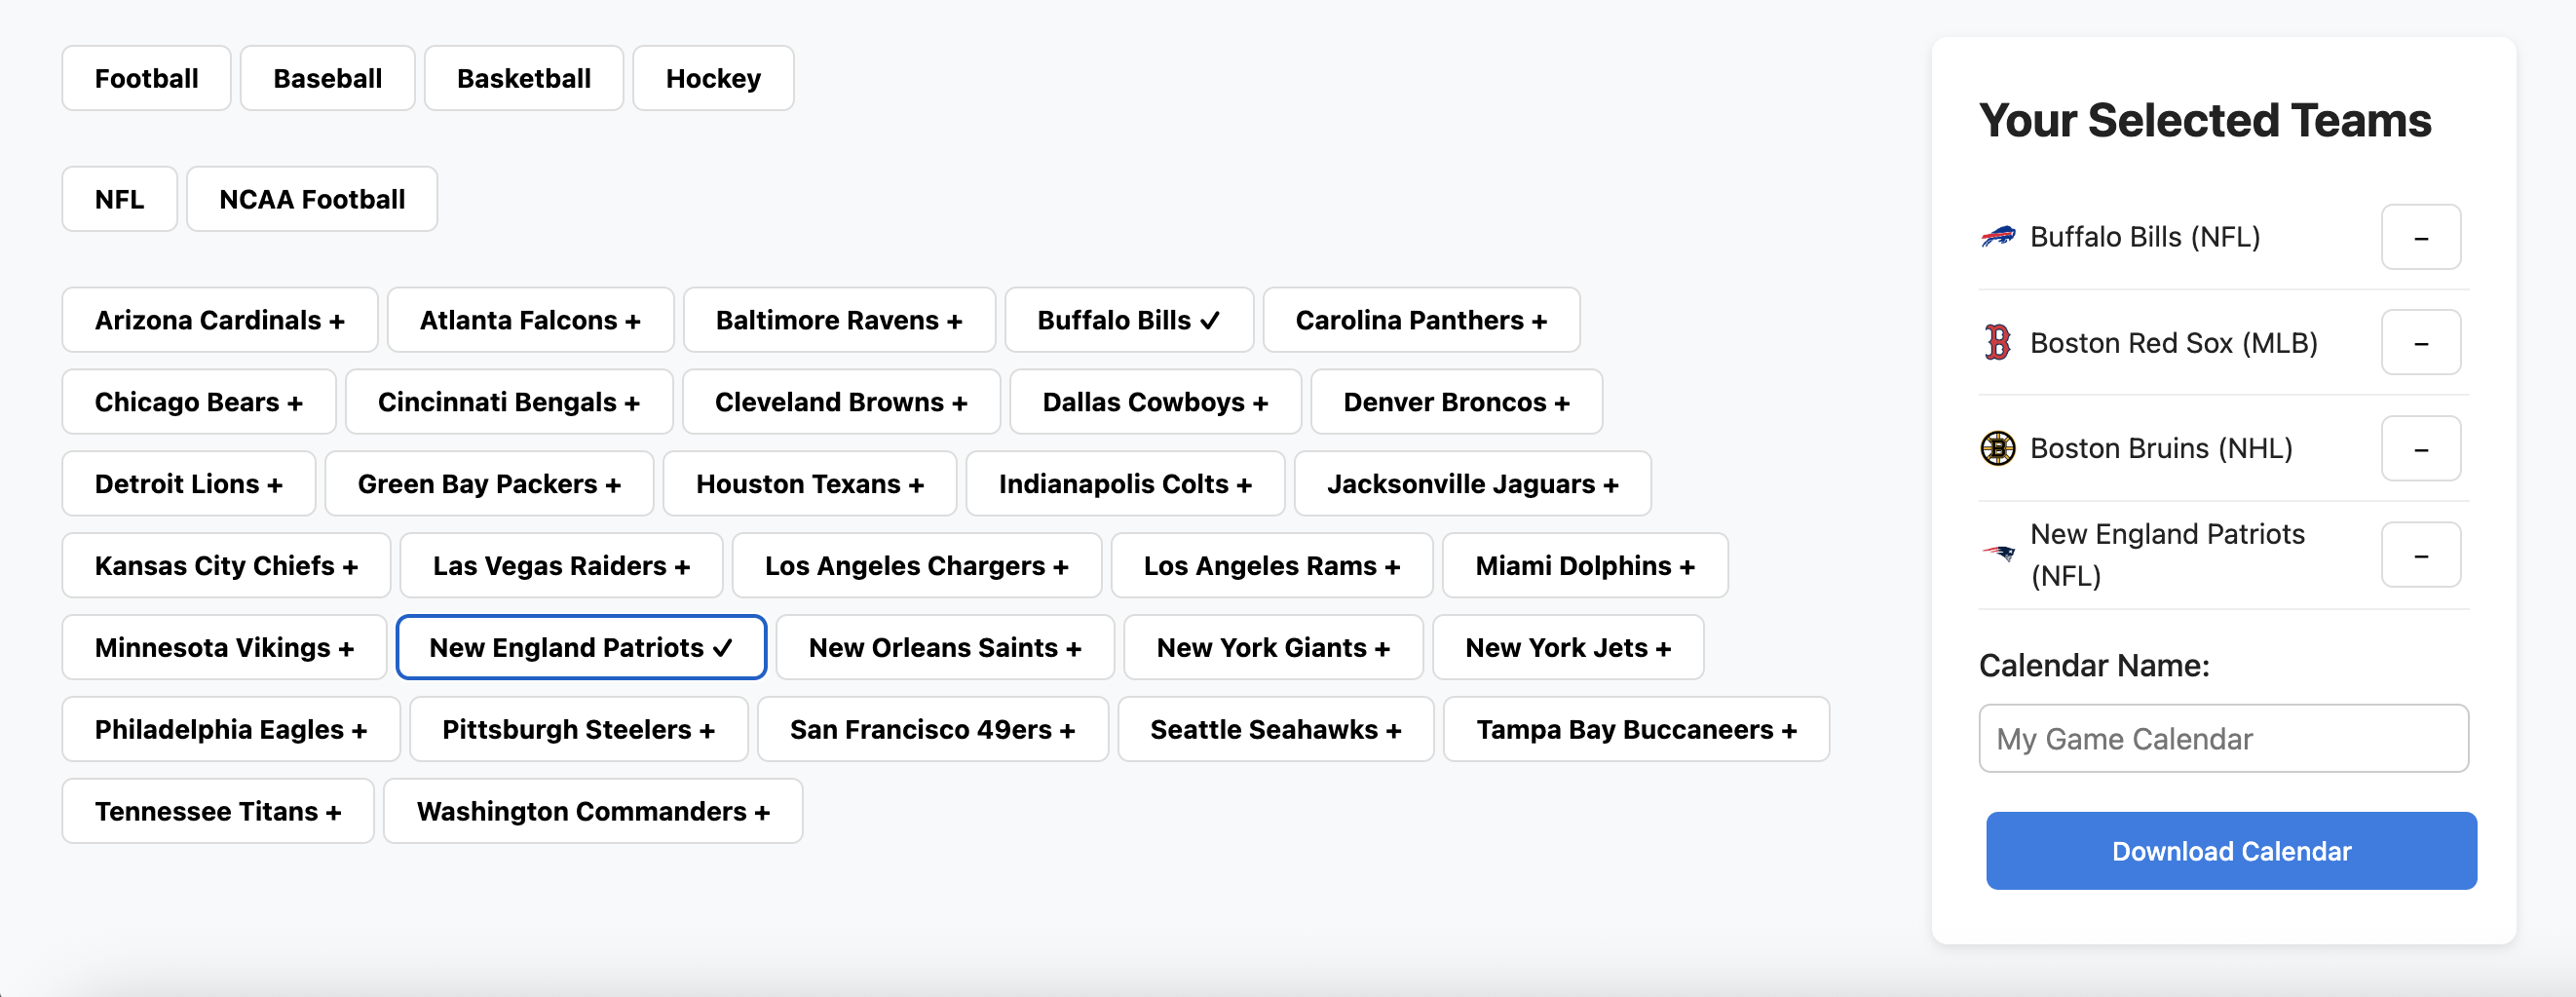 Football Baseball Basketball Hockey
NFL NCAA Football
Arizona Cardinals + Atlanta Falcons + Baltimore Ravens + Buffalo Bills ✓ Carolina Panthers +
Chicago Bears + Cincinnati Bengals + Cleveland Browns + Dallas Cowboys + Denver Broncos +
Detroit Lions + Green Bay Packers + Houston Texans + Indianapolis Colts + Jacksonville Jaguars +
Kansas City Chiefs + Las Vegas Raiders + Los Angeles Chargers + Los Angeles Rams + Miami Dolphins +
Minnesota Vikings + New England Patriots ✓ New Orleans Saints + New York Giants + New York Jets +
Philadelphia Eagles + Pittsburgh Steelers + San Francisco 49ers + Seattle Seahawks + Tampa Bay Buccaneers +
Tennessee Titans + Washington Commanders +
Your Selected Teams
Buffalo Bills (NFL) –
B Boston Red Sox (MLB) –
B Boston Bruins (NHL) –
New England Patriots
(NFL) –
Calendar Name:
My Game Calendar
Download Calendar